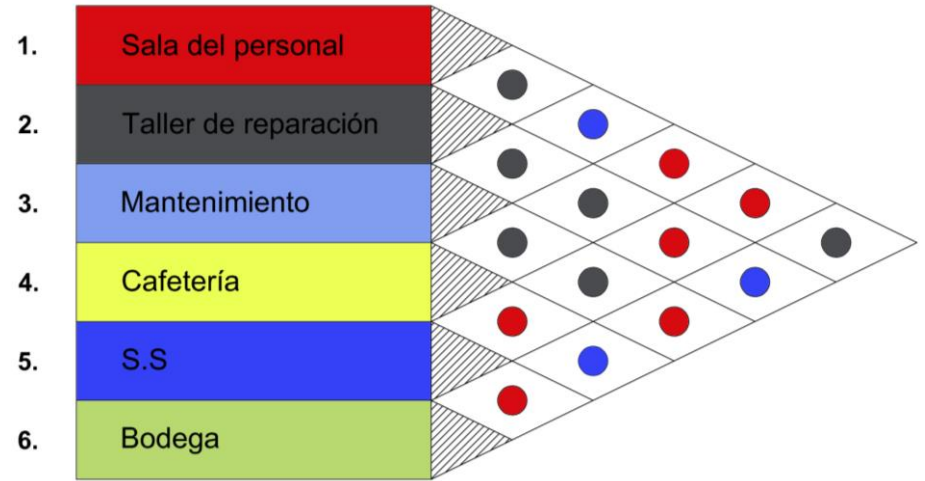 1. Sala del personal
2. Taller de reparación
3. Mantenimiento
4. Cafetería
5. S.S
6. Bodega